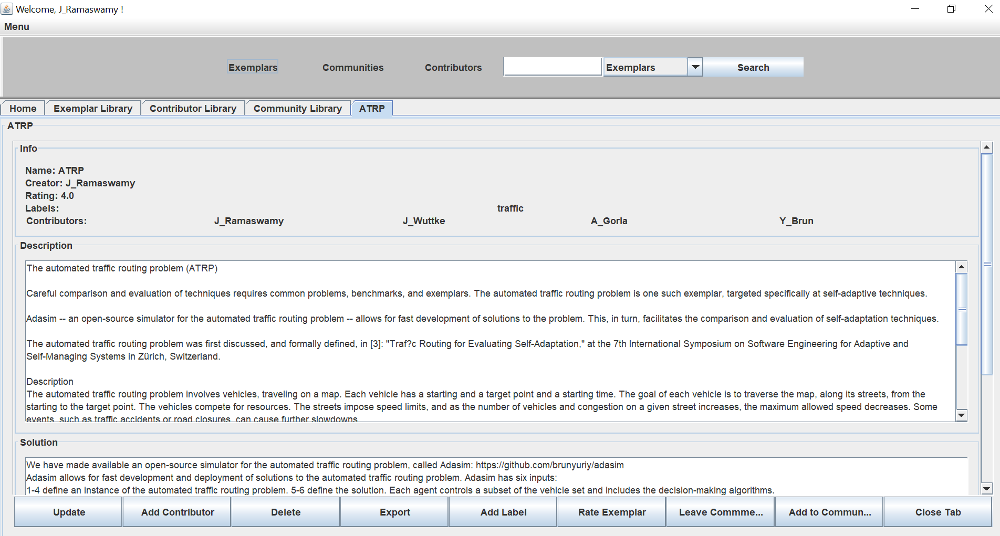 Welcome, J_Ramaswamy !
Menu
Exemplars Communities Contributors Exemplars Search
Home Exemplar Library Contributor Library Community Library ATRP
ATRP
Info
Name: ATRP
Creator: J_Ramaswamy
Rating: 4.0
Labels: traffic
Contributors: J_Ramaswamy J_Wuttke A_Gorla Y_Brun
Description
The automated traffic routing problem (ATRP)
Careful comparison and evaluation of techniques requires common problems, benchmarks, and exemplars. The automated traffic routing problem is one such exemplar, targeted specifically at self-adaptive techniques.
Adasim -- an open-source simulator for the automated traffic routing problem -- allows for fast development of solutions to the problem. This, in turn, facilitates the comparison and evaluation of self-adaptation techniques.
The automated traffic routing problem was first discussed, and formally defined, in [3]: "Traf?c Routing for Evaluating Self-Adaptation," at the 7th International Symposium on Software Engineering for Adaptive and
Self-Managing Systems in Zürich, Switzerland.
Description
The automated traffic routing problem involves vehicles, traveling on a map. Each vehicle has a starting and a target point and a starting time. The goal of each vehicle is to traverse the map, along its streets, from the
starting to the target point. The vehicles compete for resources. The streets impose speed limits, and as the number of vehicles and congestion on a given street increases, the maximum allowed speed decreases. Some
events, such as traffic accidents or road closures, can cause further slowdowns.
Solution
We have made available an open-source simulator for the automated traffic routing problem, called Adasim: https://github.com/brunyuriy/adasim
Adasim allows for fast development and deployment of solutions to the automated traffic routing problem. Adasim has six inputs:
1-4 define an instance of the automated traffic routing problem. 5-6 define the solution. Each agent controls a subset of the vehicle set and includes the decision-making algorithms.
Update Add Contributor Delete Export Add Label Rate Exemplar Leave Commme... Add to Commun... Close Tab